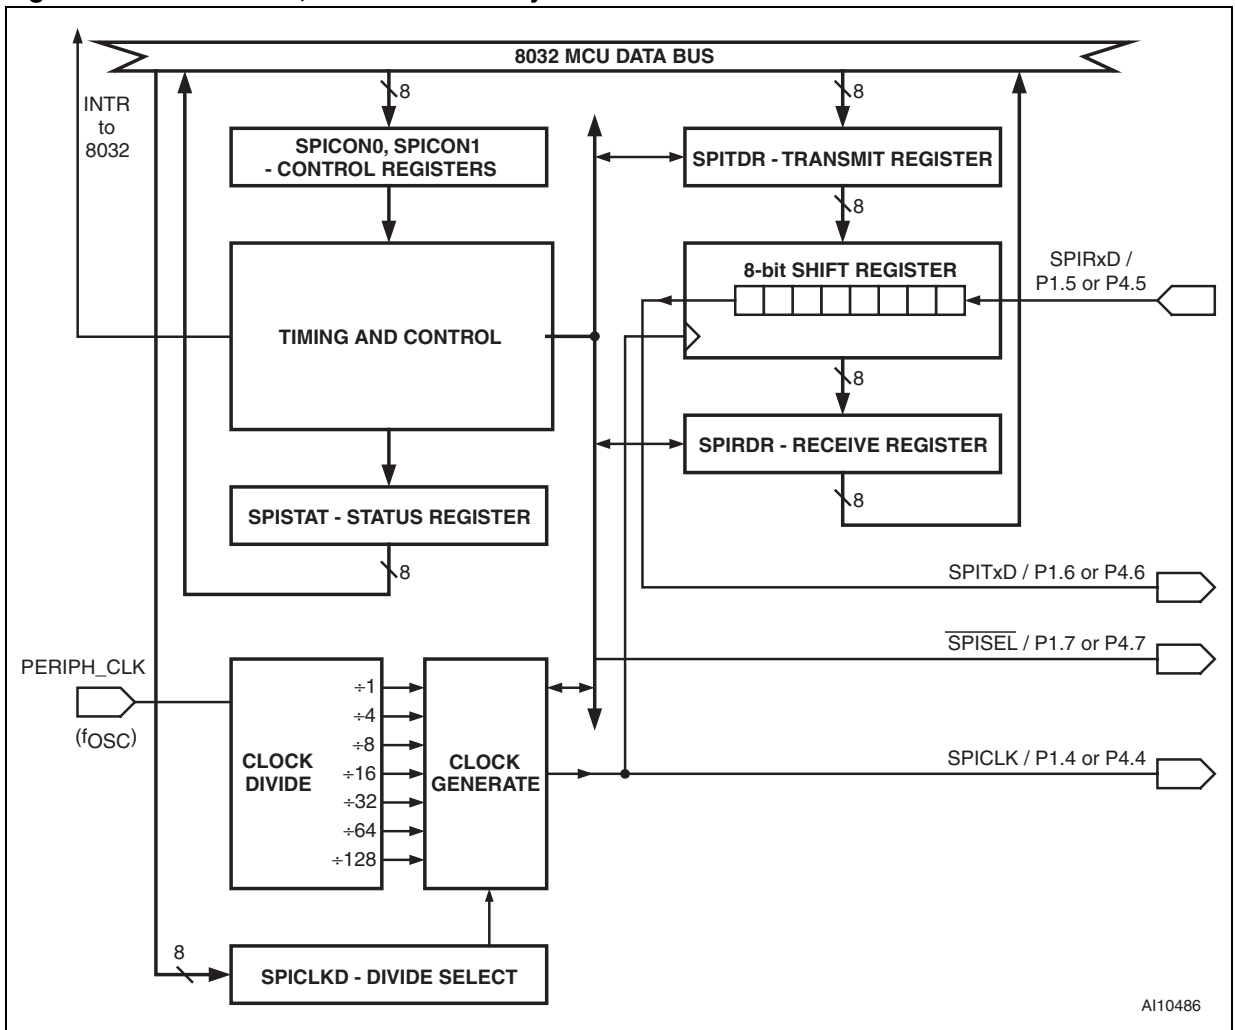 8032 MCU DATA BUS
INTR
to
8032
8
8
SPICON0, SPICON1
- CONTROL REGISTERS
SPITDR - TRANSMIT REGISTER
8
8-bit SHIFT REGISTER
SPIRxD /
P1.5 or P4.5
TIMING AND CONTROL
8
SPIRDR - RECEIVE REGISTER
8
SPISTAT - STATUS REGISTER
8
SPITxD / P1.6 or P4.6
SPISEL / P1.7 or P4.7
PERIPH_CLK
(fOSC)
CLOCK
DIVIDE
÷1
÷4
÷8
÷16
÷32
÷64
÷128
CLOCK
GENERATE
SPICLK / P1.4 or P4.4
8
SPICLKD - DIVIDE SELECT
AI10486